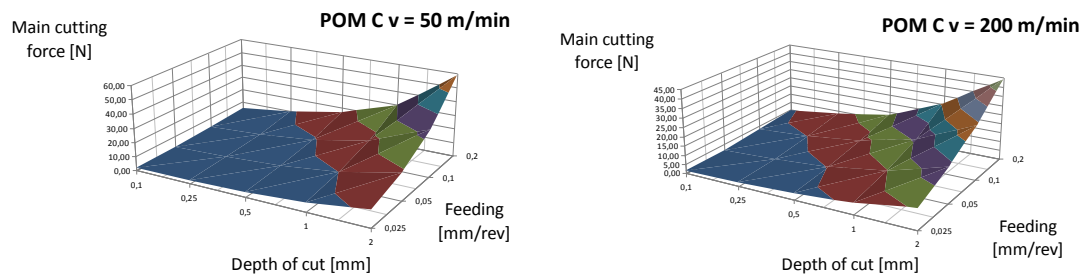 POM C v = 50 m/min
Main cutting
force [N]
60,00
50,00
40,00
30,00
20,00
10,00
0,00
0,1
0,25
0,5
1
2
0,2
0,1
0,05
0,025
Feeding
[mm/rev]
Depth of cut [mm]
POM C v = 200 m/min
Main cutting
force [N]
45,00
40,00
35,00
30,00
25,00
20,00
15,00
10,00
5,00
0,00
0,1
0,25
0,5
1
2
0,2
0,1
0,05
0,025
Feeding
[mm/rev]
Depth of cut [mm]